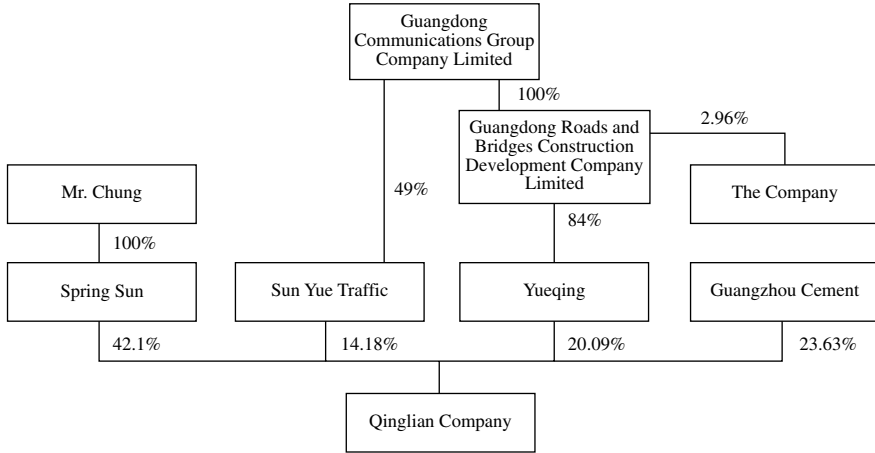 Guangdong
Communications Group
Company Limited
100%
2.96%
Guangdong Roads and
Bridges Construction
Development Company
Limited
49%
Mr. Chung
The Company
84%
100%
Spring Sun
Sun Yue Traffic
Yueqing
Guangzhou Cement
42.1%
14.18%
20.09%
23.63%
Qinglian Company